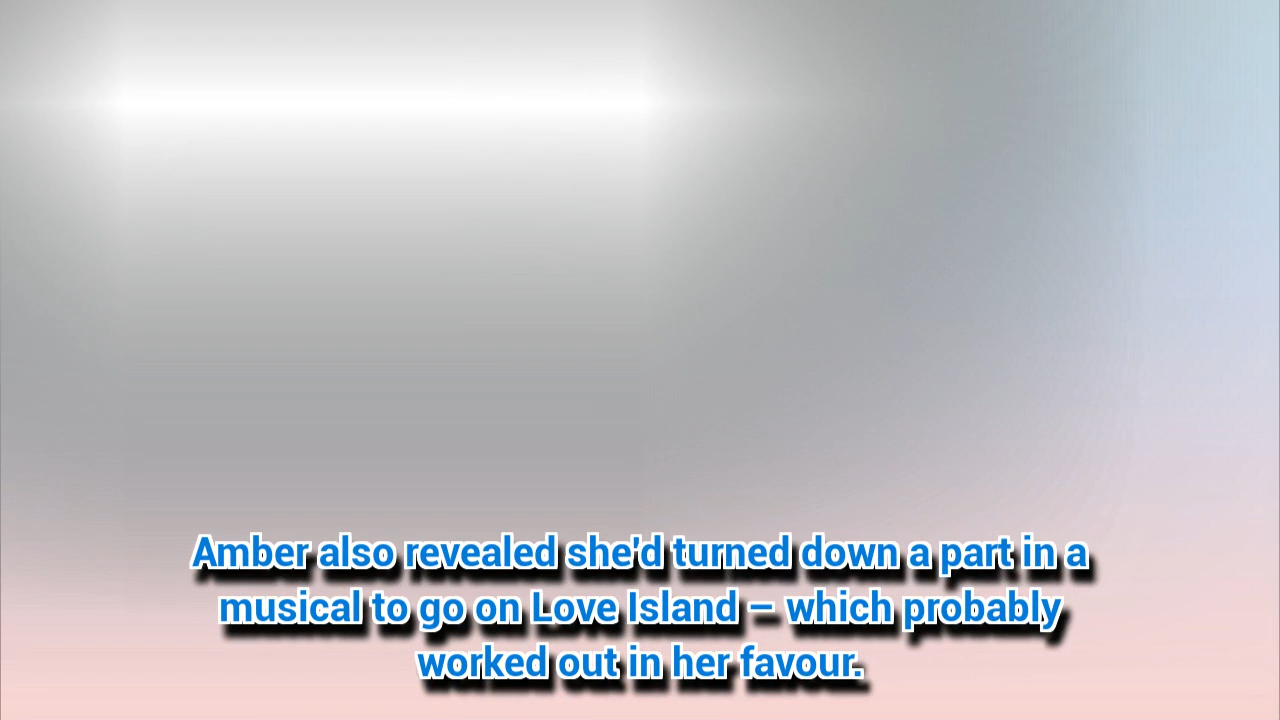 Amber also revealed she'd turned down a part in a
musical to go on Love Island – which probably
worked out in her favour.